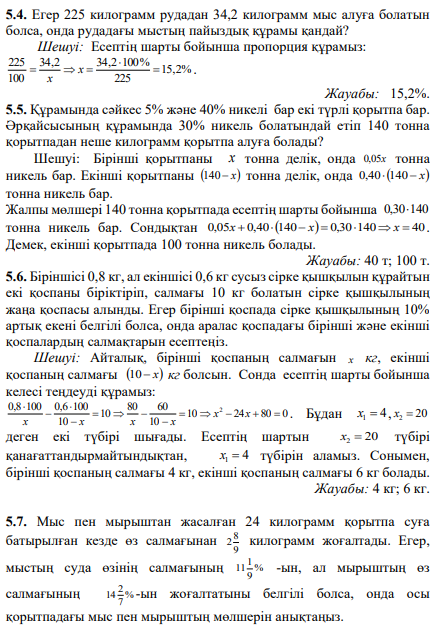 5.4. Егер 225 килограмм рудадан 34,2 килограмм мыс алуға болатын
болса, онда рудадағы мыстың пайыздық құрамы қандай?
Шешуі: Есептің шарты бойынша пропорция құрамыз:
225/100 = 34,2/x ⇒ x = 34,2·100%/225 = 15,2% .
Жауабы: 15,2%.
5.5. Құрамында сәйкес 5% және 40% никелі бар екі түрлі қорытпа бар.
Әрқайсысының құрамында 30% никель болатындай етіп 140 тонна
қорытпадан неше килограмм қорытпа алуға болады?
Шешуі: Бірінші қорытпаны x тонна делік, онда 0,05x тонна
никель бар. Екінші қорытпаны (140 − x) тонна делік, онда 0,40·(140 − x)
тонна никель бар.
Жалпы мөлшері 140 тонна қорытпада есептің шарты бойынша 0,30·140
тонна никель бар. Сондықтан 0,05x + 0,40·(140 − x) = 0,30·140 ⇒ x = 40 .
Демек, екінші қорытпада 100 тонна никель болады.
Жауабы: 40 т; 100 т.
5.6. Біріншісі 0,8 кг, ал екіншісі 0,6 кг сусыз сірке қышқылын құрайтын
екі қоспаны біріктіріп, салмағы 10 кг болатын сірке қышқылының
жаңа қоспасы алынды. Егер бірінші қоспада сірке қышқылының 10%
артық екені белгілі болса, онда аралас қоспадағы бірінші және екінші
қоспалардың салмақтарын есептеңіз.
Шешуі: Айталық, бірінші қоспаның салмағын x кг, екінші
қоспаның салмағы (10 − x) кг болсын. Сонда есептің шарты бойынша
келесі теңдеуді құрамыз:
0,8·100/x − 0,6·100/(10 − x) = 10 ⇒ 80/x − 60/(10 − x) = 10 ⇒ x² − 24x + 80 = 0 . Бұдан x₁ = 4 , x₂ = 20
деген екі түбірі шығады. Есептің шартын x₂ = 20 түбірі
қанағаттандырмайтындықтан, x₁ = 4 түбірін аламыз. Сонымен,
бірінші қоспаның салмағы 4 кг, екінші қоспаның салмағы 6 кг болады.
Жауабы: 4 кг; 6 кг.
5.7. Мыс пен мырыштан жасалған 24 килограмм қорытпа суға
батырылған кезде өз салмағынан 2 8/9 килограмм жоғалтады. Егер,
мыстың суда өзінің салмағының 11 1/9 % -ын, ал мырыштың өз
салмағының 14 2/7 %-ын жоғалтатыны белгілі болса, онда осы
қорытпадағы мыс пен мырыштың мөлшерін анықтаңыз.